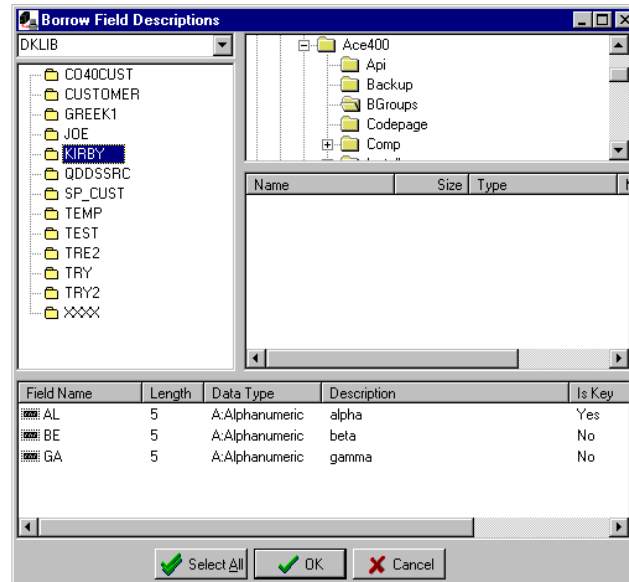 Borrow Field Descriptions
DKLIB
CO40CUST
CUSTOMER
GREEK1
JOE
KIRBY
QDDSSRC
SP_CUST
TEMP
TEST
TRE2
TRY
TRY2
XXXX
Ace400
Api
Backup
BGroups
Codepage
Comp
Name Size Type
Field Name Length Data Type Description Is Key
AL 5 A:Alphanumeric alpha Yes
BE 5 A:Alphanumeric beta No
GA 5 A:Alphanumeric gamma No
Select All OK Cancel